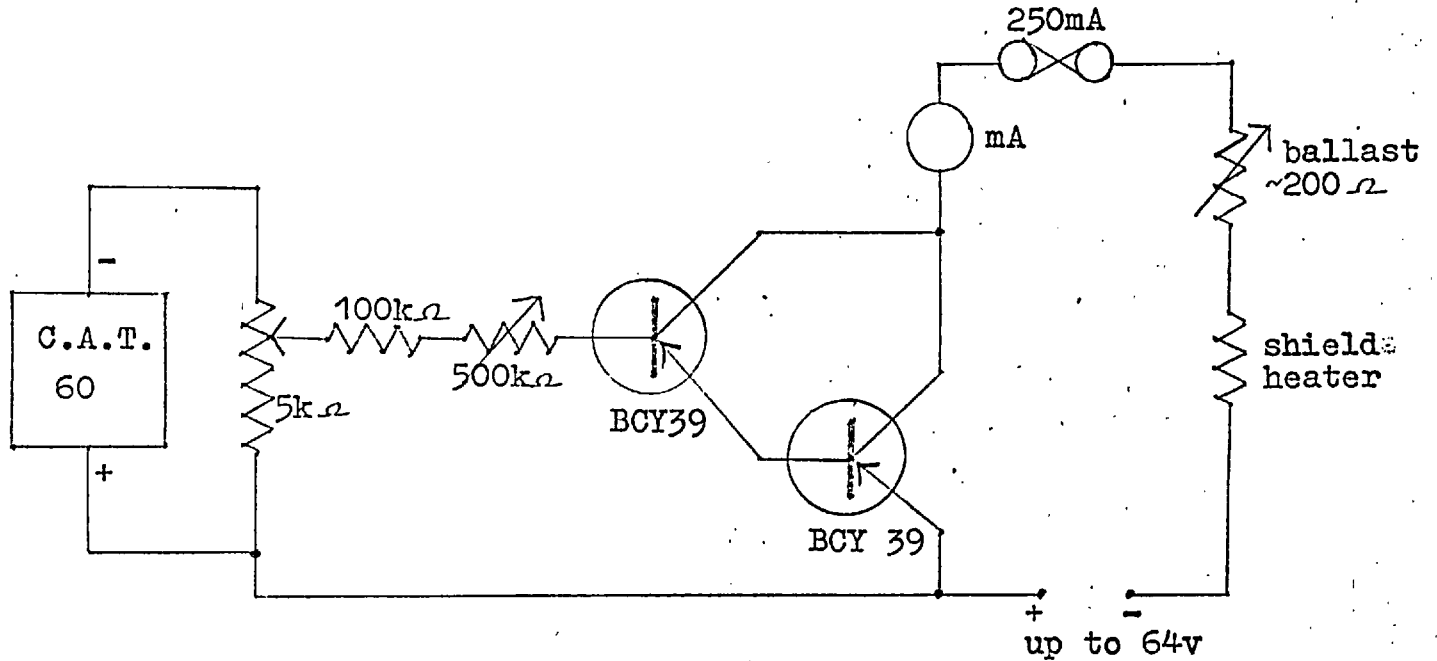 250mA
mA
ballast
~200Ω
-
C.A.T.
60
100kΩ
500kΩ
5kΩ
BCY39
shield
heater
+
BCY 39
+ -
up to 64v